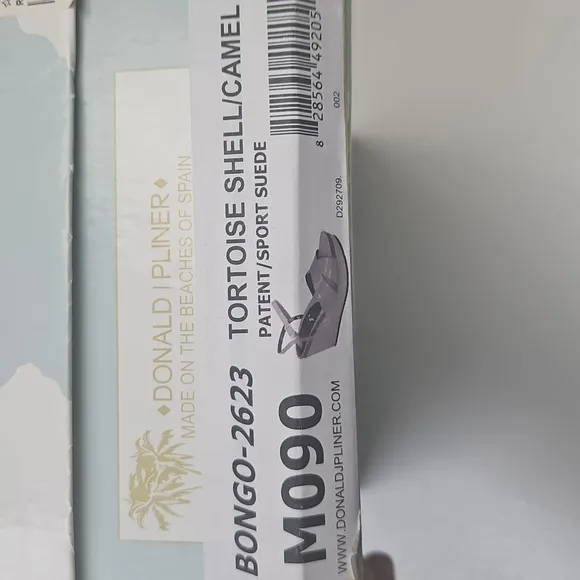 ◆DONALD J PLINER◆
MADE ON THE BEACHES OF SPAIN
BONGO-2623 TORTOISE SHELL/CAMEL
PATENT/SPORT SUEDE
M090
WWW.DONALDJPLINER.COM
D292709.
002
8 28564 49205